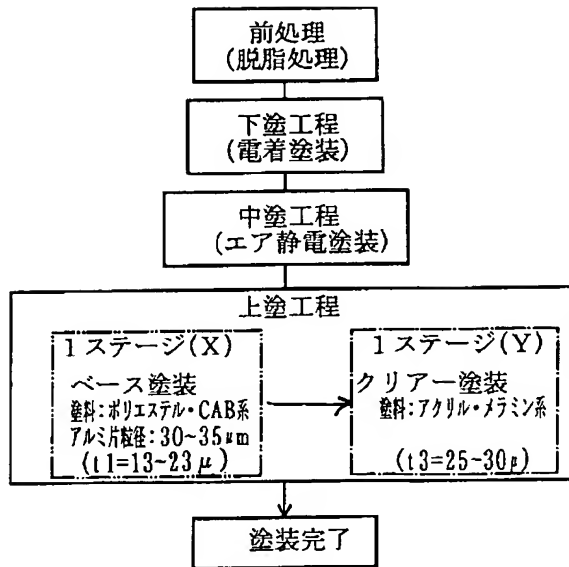 前処理
(脱脂処理)
下塗工程
(電着塗装)
中塗工程
(エア静電塗装)
上塗工程
1ステージ(X)
ベース塗装
塗料:ポリエステル・CAB系
アルミ片粒径:30~35μm
(t1=13~23μ)
1ステージ(Y)
クリアー塗装
塗料:アクリル・メラミン系
(t3=25~30μ)
塗装完了